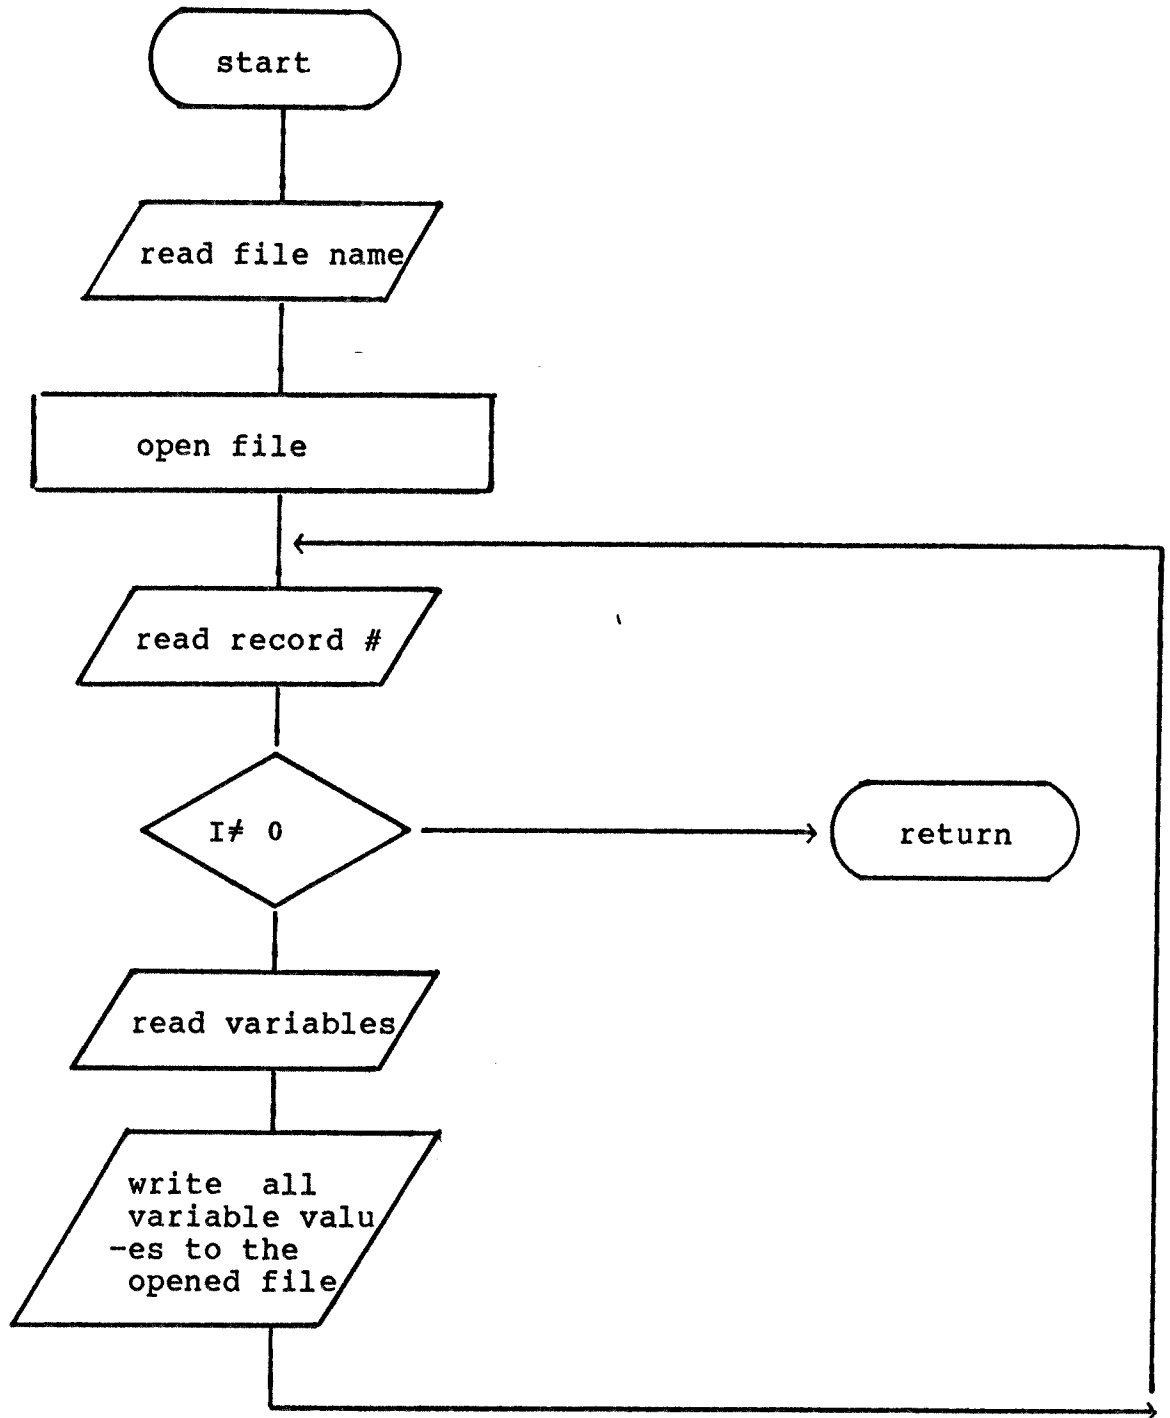 start
read file name
open file
read record #
I≠ 0
return
read variables
write all
variable valu
-es to the
opened file